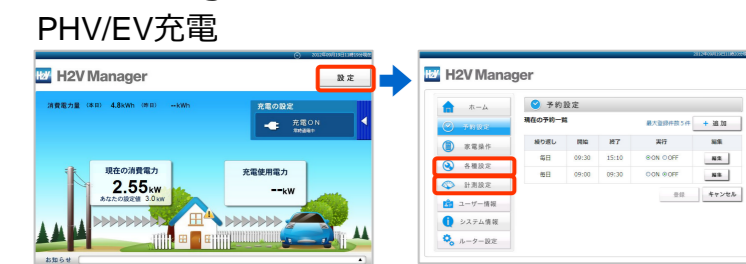 PHV/EV充電
H2V Manager
設定
消費電力量 (本日) 4.8kWh (昨日) --kWh
充電の設定
充電ON
現在の消費電力
2.55kw
あなたの設定値 3.0kw
充電使用電力
--kW
お知らせ
H2V Manager
ホーム
予約設定
家電操作
各種設定
計測設定
ユーザー情報
システム情報
ルーター設定
予約設定
現在の予約一覧
最大登録件数5件
+ 追加
繰り返し 開始 終了 実行 編集
毎日 09:30 15:10 ◉ON ○OFF 編集
毎日 09:00 09:30 ○ON ◉OFF 編集
登録 キャンセル